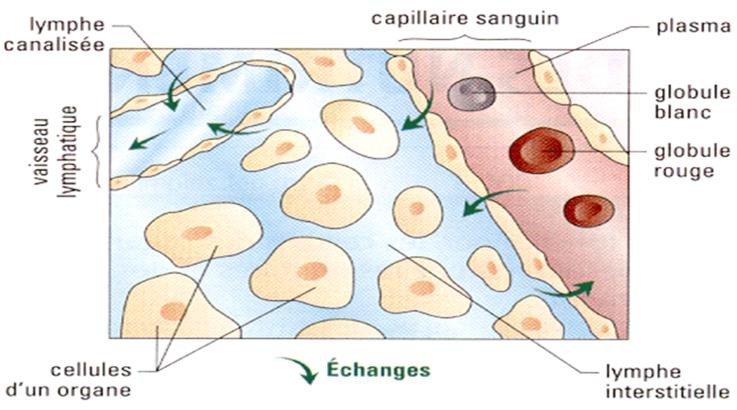 lymphe
canalisée
capillaire sanguin
plasma
globule
blanc
globule
rouge
vaisseau
lymphatique
cellules
d'un organe
Échanges
lymphe
interstitielle